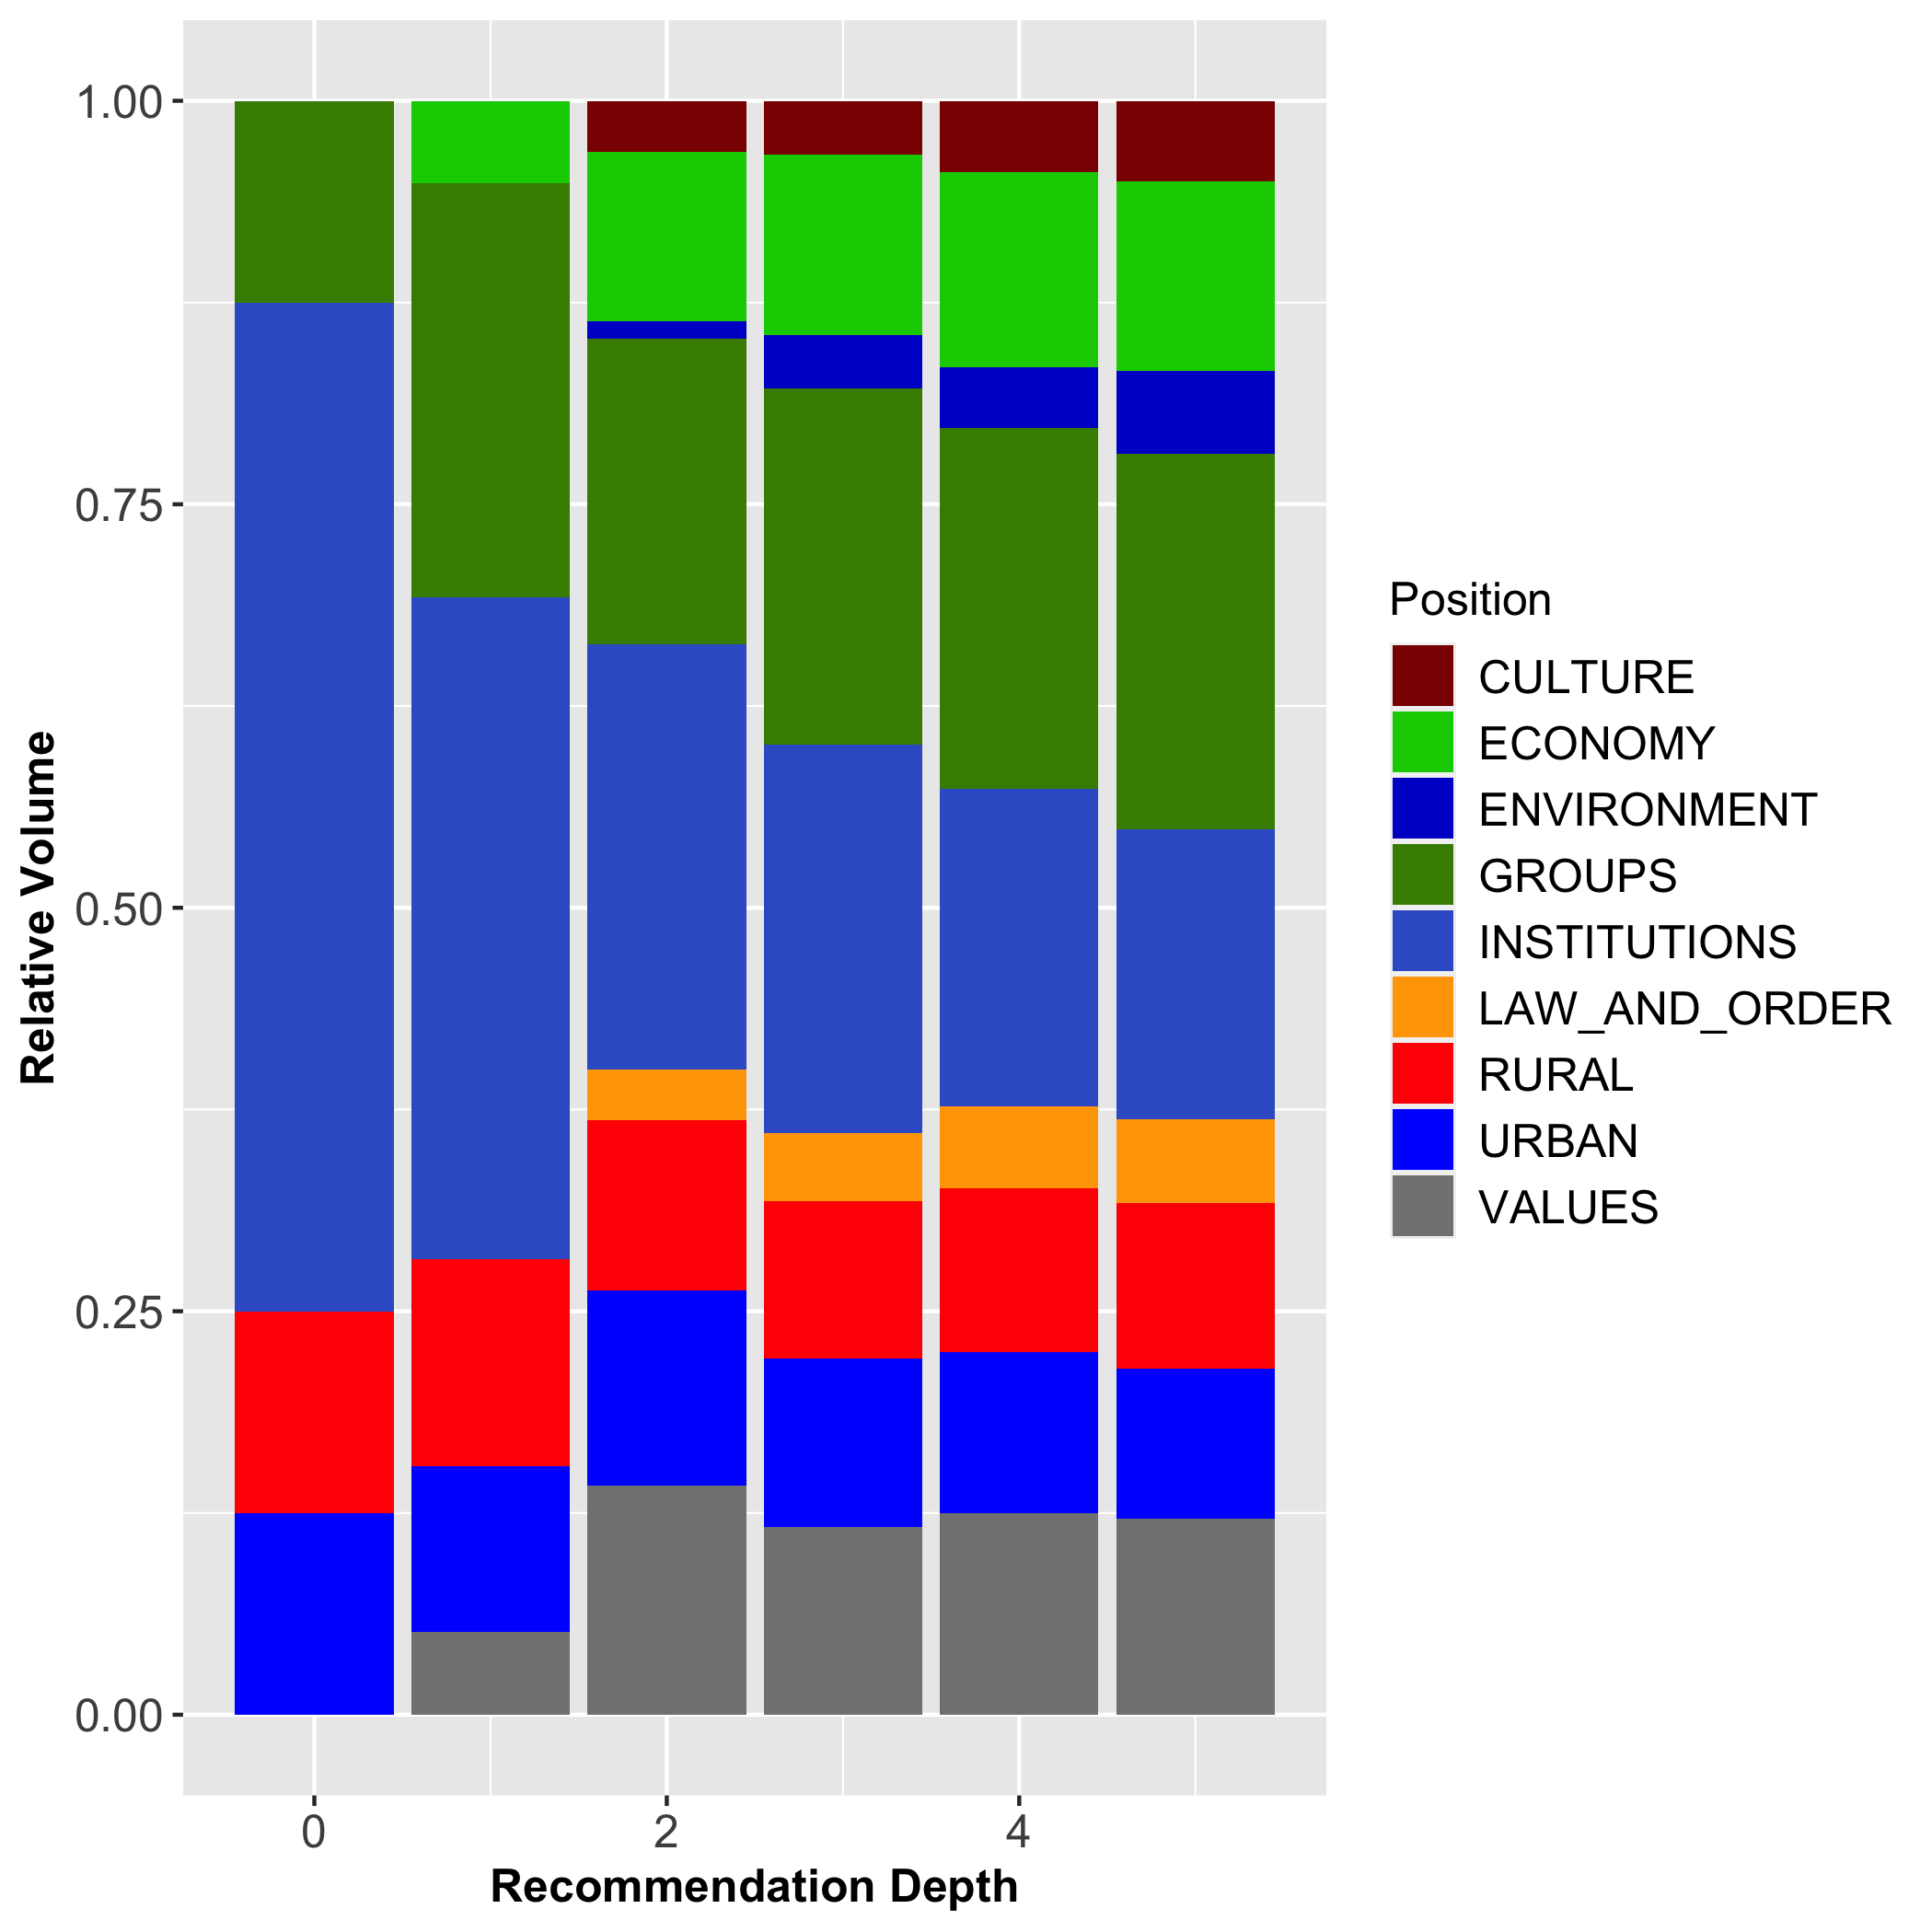 1.00
0.75
0.50
0.25
0.00
Relative Volume
0
2
4
Recommendation Depth
Position
CULTURE
ECONOMY
ENVIRONMENT
GROUPS
INSTITUTIONS
LAW_AND_ORDER
RURAL
URBAN
VALUES